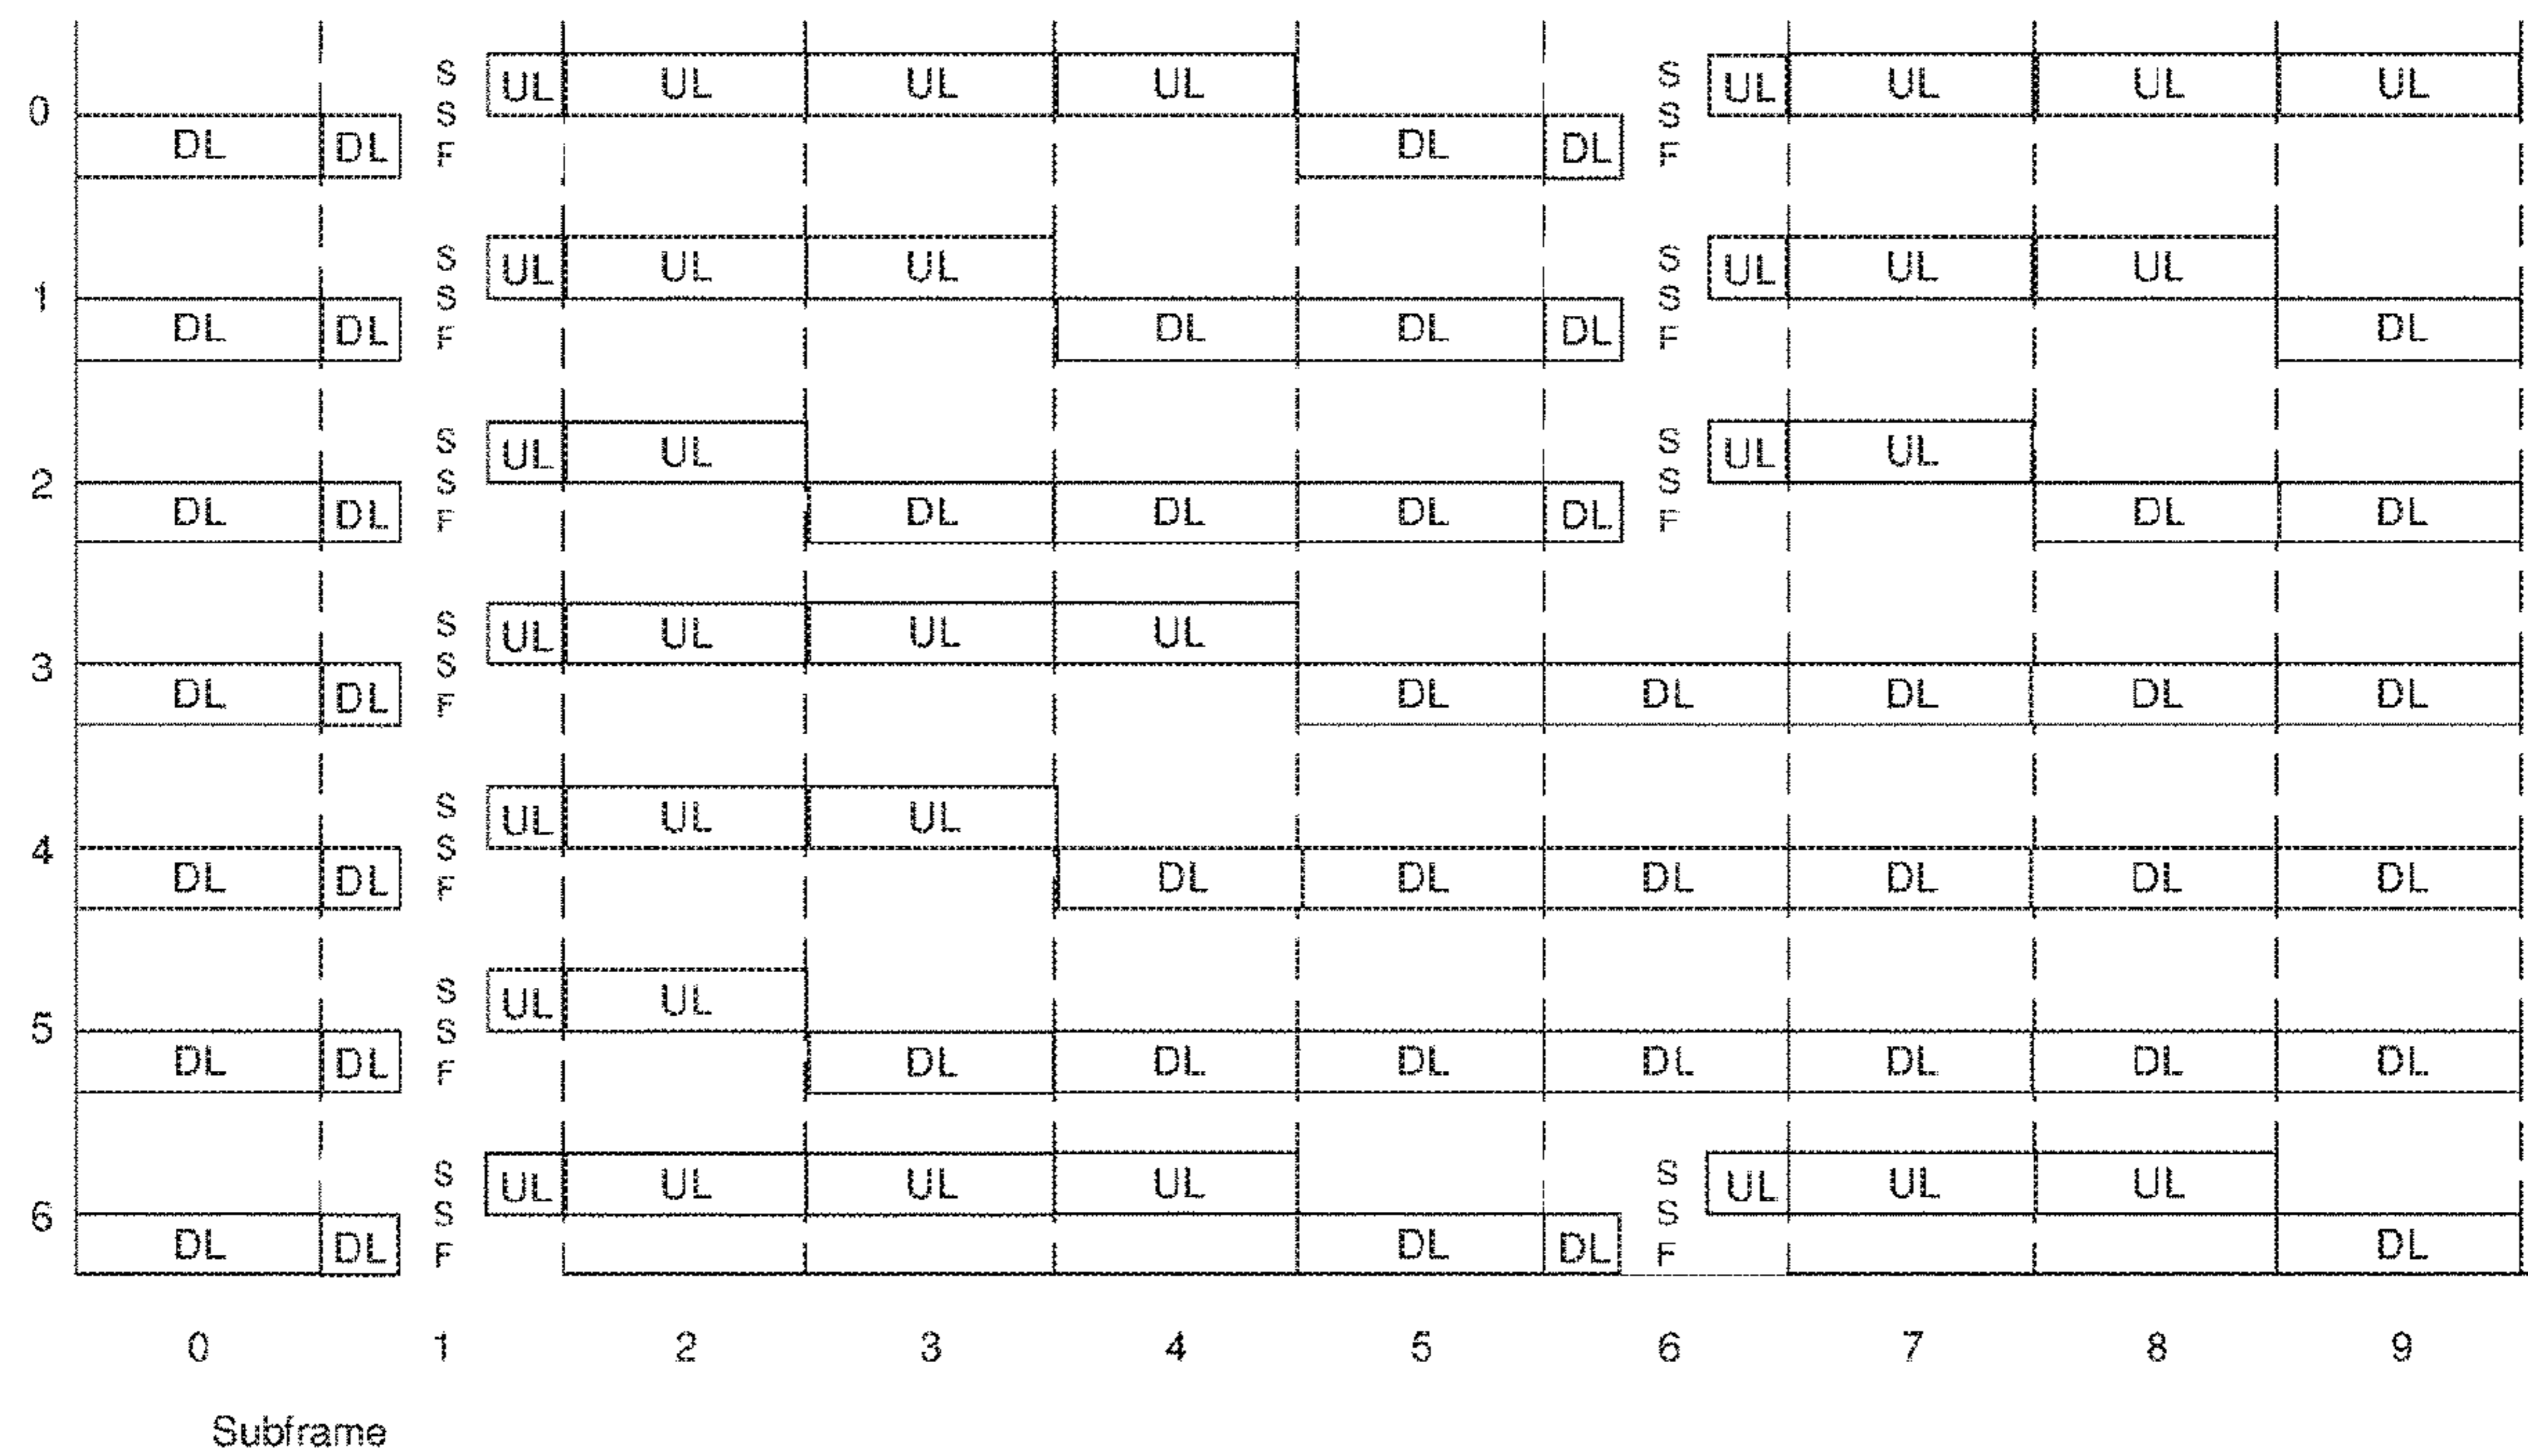 S UL UL UL UL S UL UL UL UL
0 S S
DL DL F DL DL F
S UL UL UL S UL UL UL
1 S S
DL DL F DL DL DL F DL
S UL UL S UL UL
2 S S
DL DL F DL DL DL DL F DL DL
S UL UL UL UL
3 S
DL DL F DL DL DL DL DL
S UL UL UL
4 S
DL DL F DL DL DL DL DL DL
S UL UL
5 S
DL DL F DL DL DL DL DL DL DL
S UL UL UL UL S UL UL UL
6 S S
DL DL F DL DL F DL
0 1 2 3 4 5 6 7 8 9
Subframe